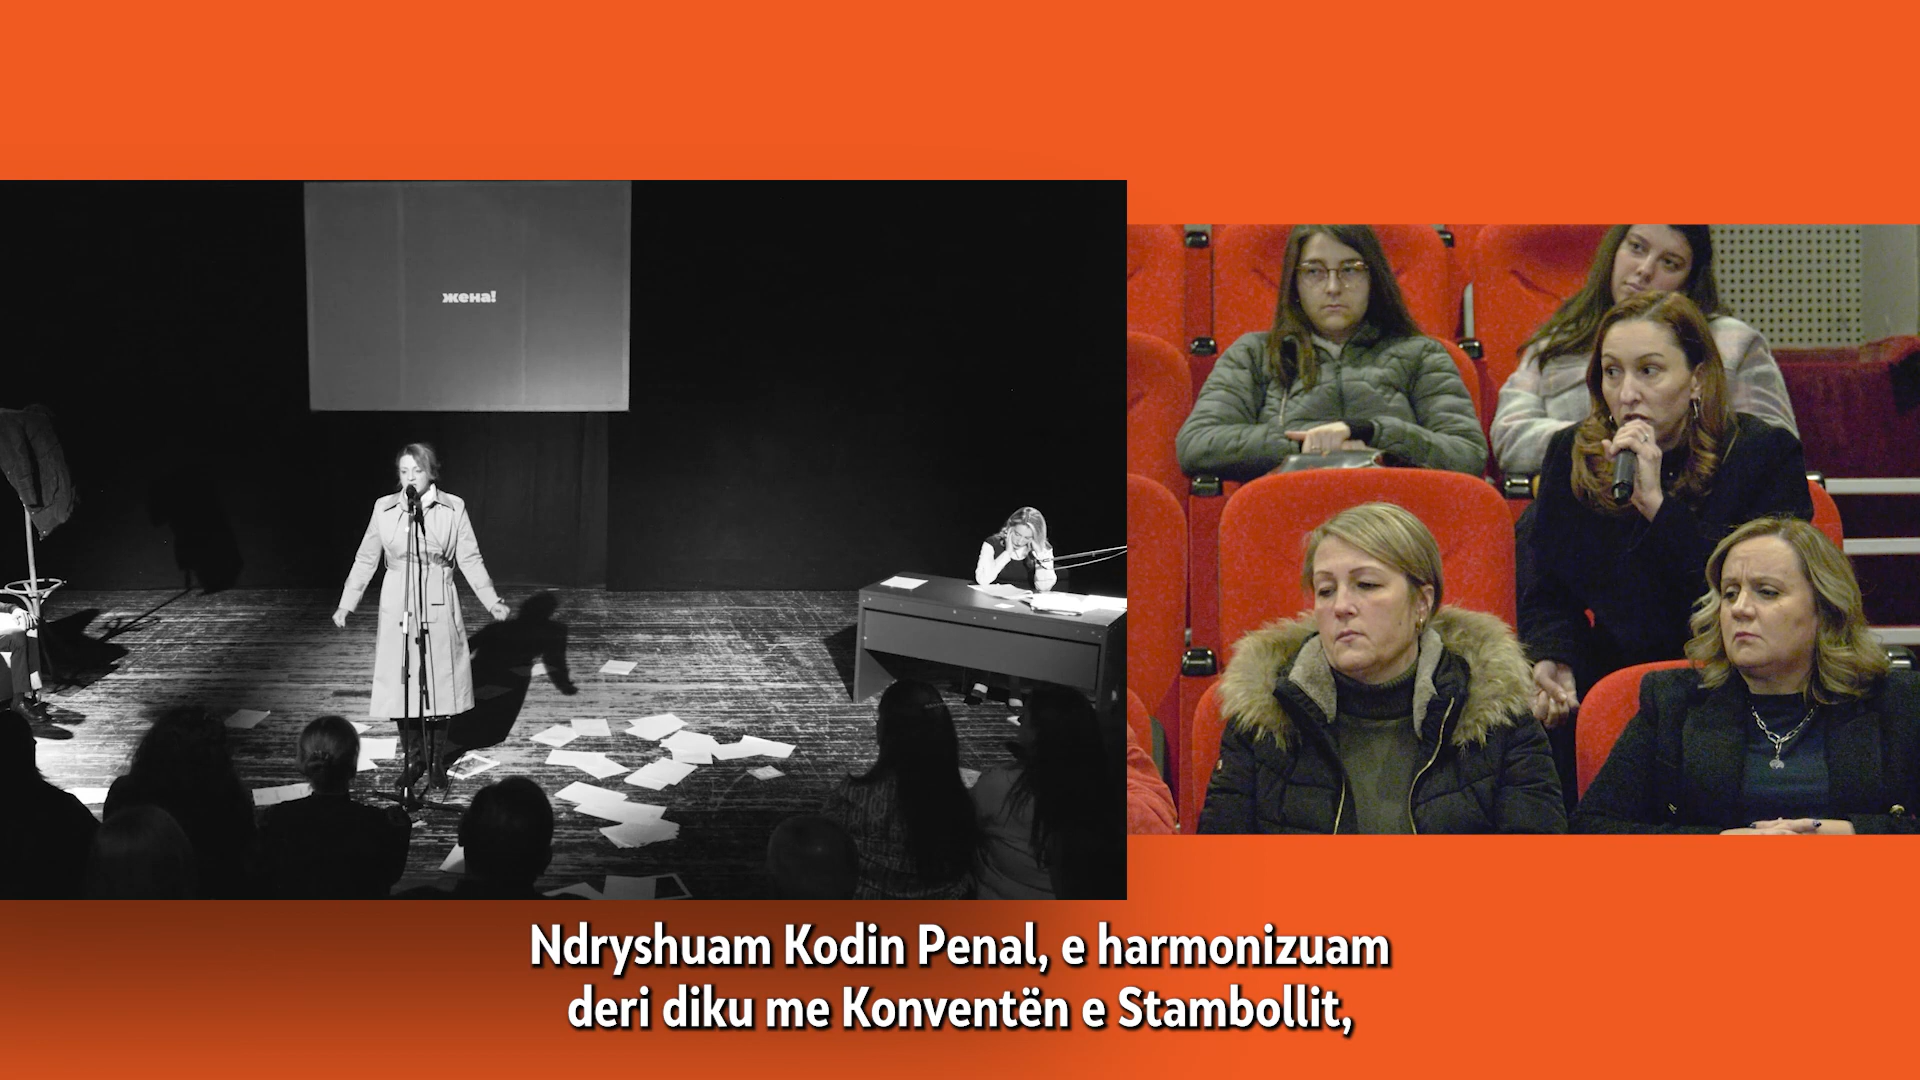 жена!
Ndryshuam Kodin Penal, e harmonizuam
deri diku me Konventën e Stambollit,